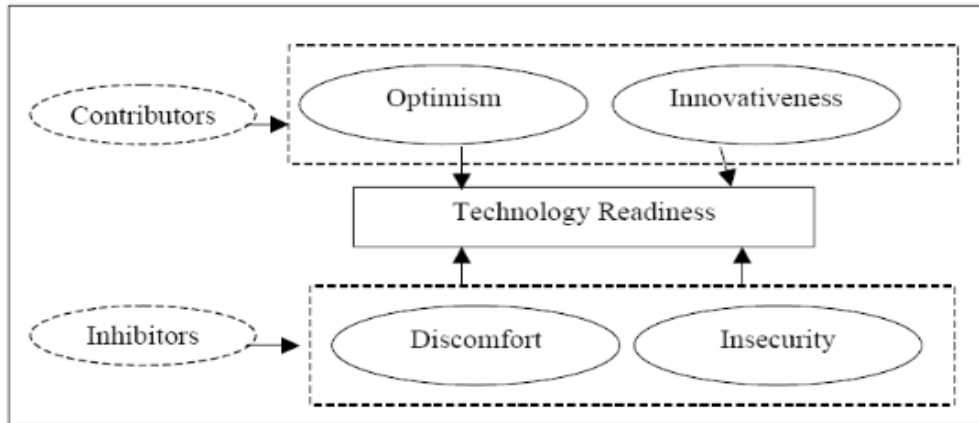 Optimism
Innovativeness
Contributors
Technology Readiness
Inhibitors
Discomfort
Insecurity